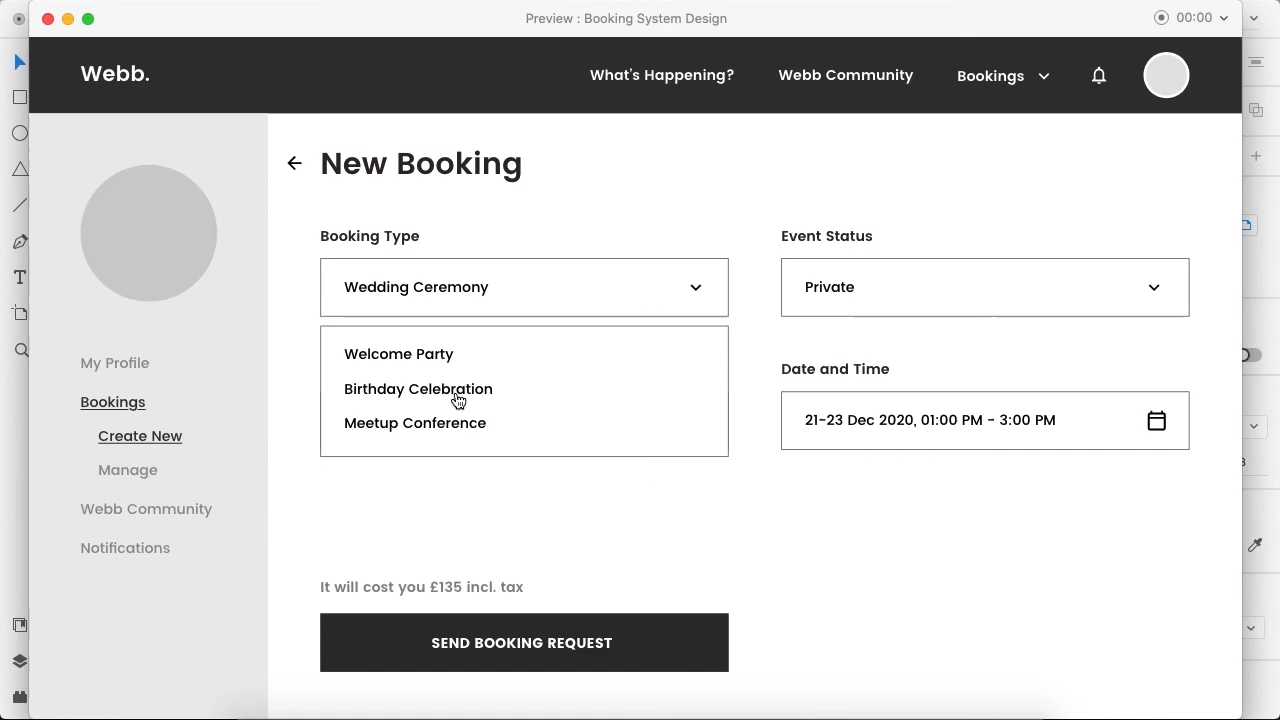 Preview : Booking System Design
00:00
Webb.
What's Happening?
Webb Community
Bookings
New Booking
My Profile
Bookings
Create New
Manage
Webb Community
Notifications
Booking Type
Wedding Ceremony
Welcome Party
Birthday Celebration
Meetup Conference
Event Status
Private
Date and Time
21-23 Dec 2020, 01:00 PM - 3:00 PM
It will cost you £135 incl. tax
SEND BOOKING REQUEST